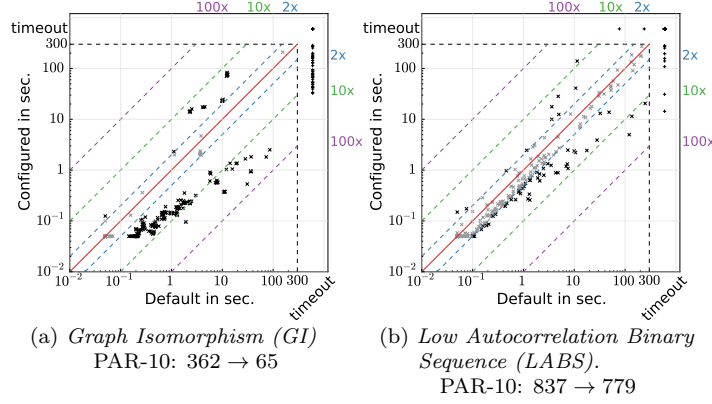 100x 10x 2x
timeout
300
100
10
1
10⁻¹
10⁻²
Configured in sec.
2x
10x
100x
10⁻² 10⁻¹ 1 10 100 300
timeout
Default in sec.
(a) Graph Isomorphism (GI)
PAR-10: 362 → 65
100x 10x 2x
timeout
300
100
10
1
10⁻¹
10⁻²
Configured in sec.
2x
10x
100x
10⁻² 10⁻¹ 1 10 100 300
timeout
Default in sec.
(b) Low Autocorrelation Binary
Sequence (LABS).
PAR-10: 837 → 779